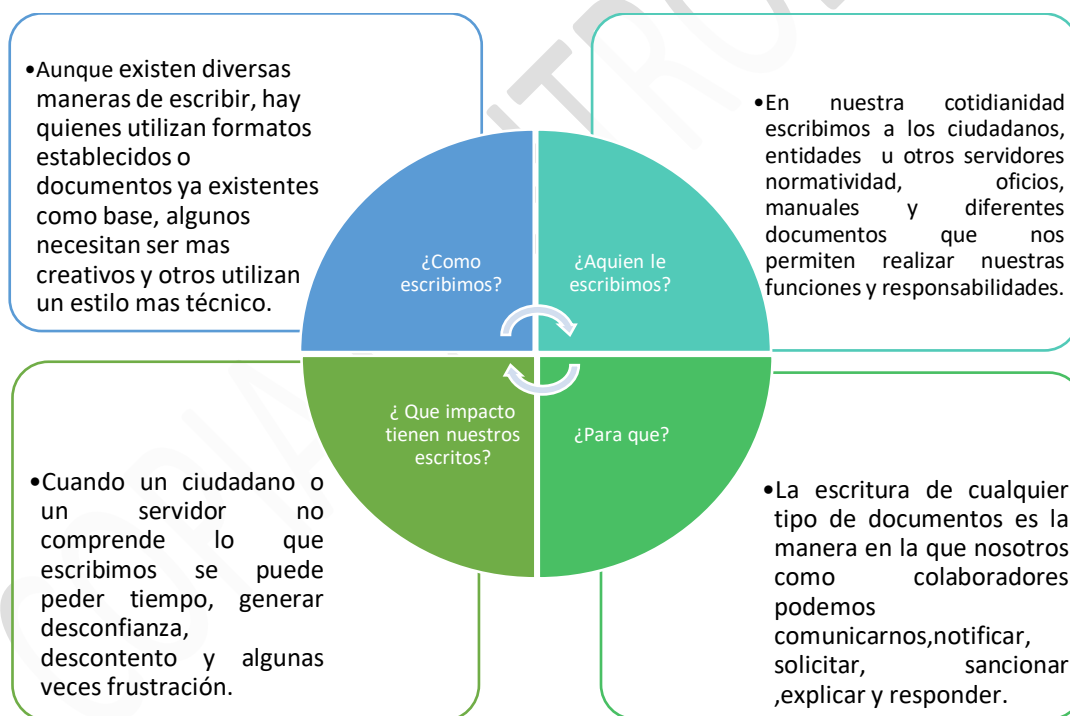 •Aunque existen diversas
maneras de escribir, hay
quienes utilizan formatos
establecidos o
documentos ya existentes
como base, algunos
necesitan ser mas
creativos y otros utilizan
un estilo mas técnico.
•En nuestra cotidianidad
escribimos a los ciudadanos,
entidades u otros servidores
normatividad, oficios,
manuales y diferentes
documentos que nos
permiten realizar nuestras
funciones y responsabilidades.
¿Como
escribimos?
¿Aquien le
escribimos?
¿ Que impacto
tienen nuestros
escritos?
¿Para que?
•Cuando un ciudadano o
un servidor no
comprende lo que
escribimos se puede
peder tiempo, generar
desconfianza,
descontento y algunas
veces frustración.
•La escritura de cualquier
tipo de documentos es la
manera en la que nosotros
como colaboradores
podemos
comunicarnos,notificar,
solicitar, sancionar
,explicar y responder.